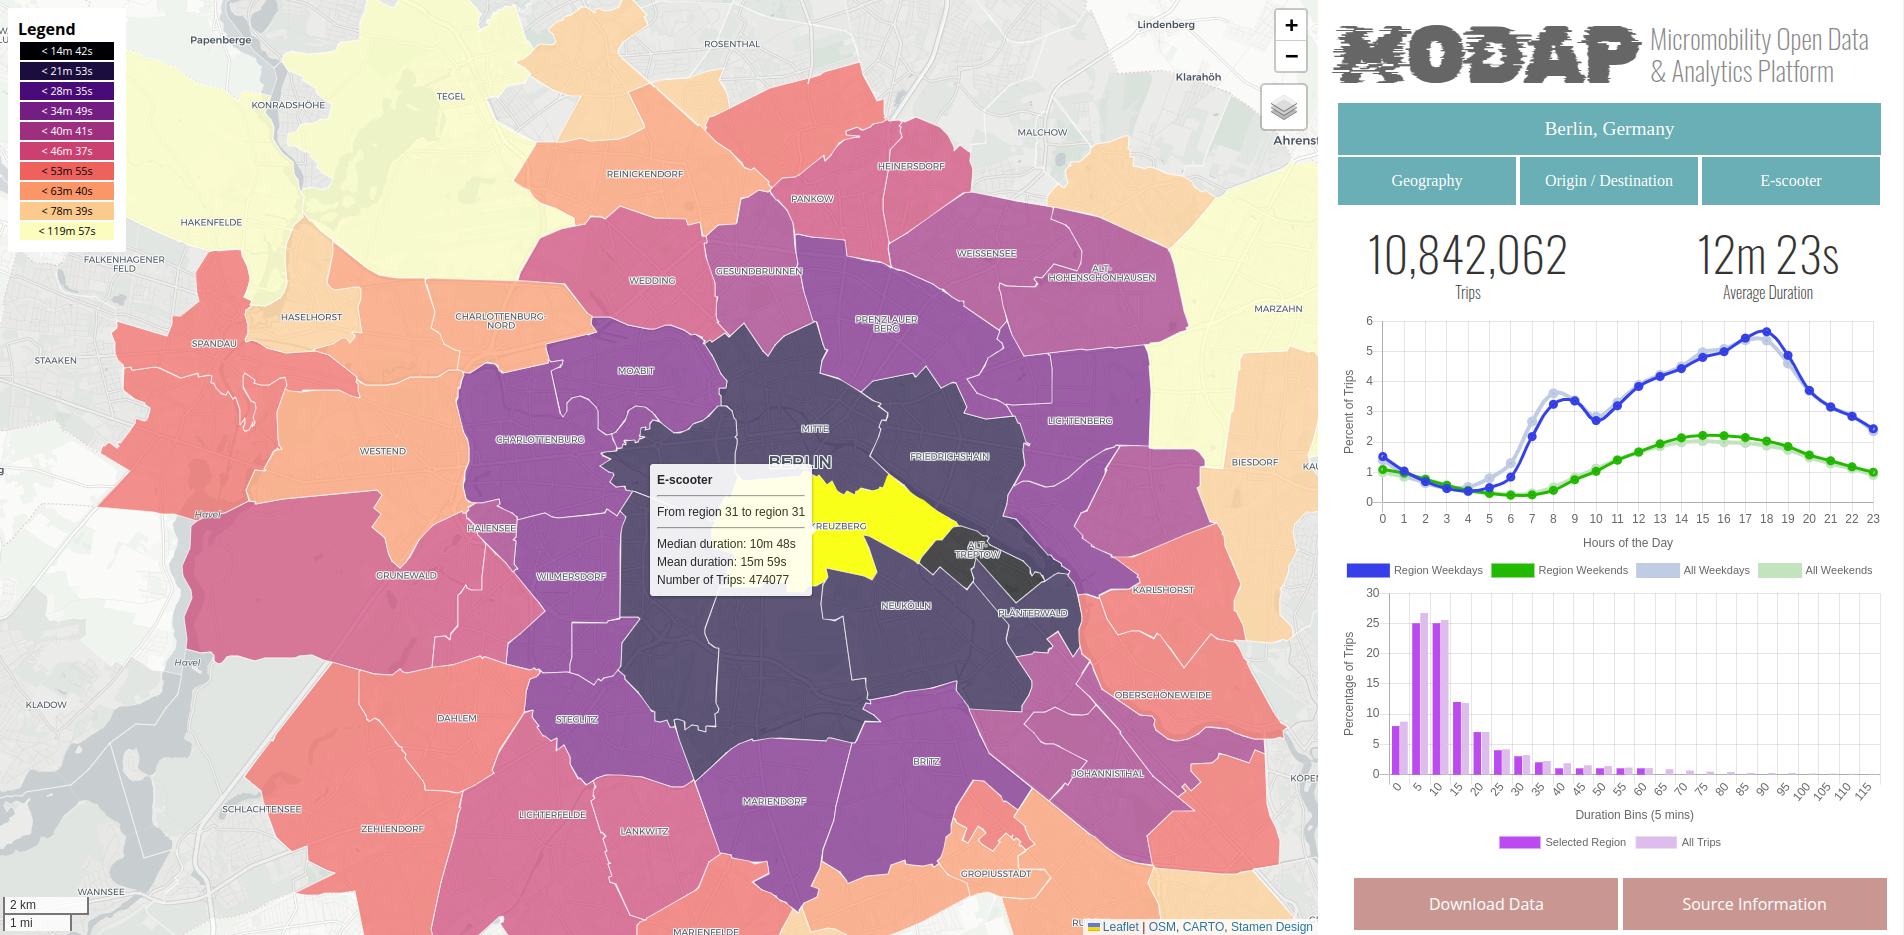 Legend
< 14m 42s
< 21m 53s
< 28m 35s
< 34m 49s
< 40m 41s
< 46m 37s
< 53m 55s
< 63m 40s
< 78m 39s
< 119m 57s
Papenberge
ROSENTHAL
Lindenberg
Klarahöh
KONRADSHÖHE
TEGEL
MALCHOW
Ahrensf
HEINERSDORF
REINICKENDORF
PANKOW
HAKENFELDE
FALKENHAGENER
FELD
WEISSENSEE
ALT-
HOHENSCHÖNHAUSEN
GESUNDBRUNNEN
WEDDING
MARZAHN
HASELHORST
CHARLOTTENBURG-
NORD
PRENZLAUER
BERG
SPANDAU
STAAKEN
MOABIT
LICHTENBERG
MITTE
CHARLOTTENBURG
WESTEND
FRIEDRICHSHAIN
BERLIN
BIESDORF
KAU
Havel
HALENSEE
KREUZBERG
ALT-
TREPTOW
GRUNEWALD
WILMERSDORF
KARLSHORST
NEUKÖLLN
PLÄNTERWALD
Havel
KLADOW
OBERSCHÖNEWEIDE
DAHLEM
STEGLITZ
BRITZ
JOHANNISTHAL
KÖPEN
MARIENDORF
SCHLACHTENSEE
LICHTERFELDE
ZEHLENDORF
LANKWITZ
GROPIUSSTADT
WANNSEE
MARIENFELDE
RU
E-scooter
From region 31 to region 31
Median duration: 10m 48s
Mean duration: 15m 59s
Number of Trips: 474077
+
−
2 km
1 mi
Leaflet | OSM, CARTO, Stamen Design
MODAP
Micromobility Open Data
& Analytics Platform
Berlin, Germany
Geography
Origin / Destination
E-scooter
10,842,062
Trips
12m 23s
Average Duration
Percent of Trips
6
5
4
3
2
1
0
0 1 2 3 4 5 6 7 8 9 10 11 12 13 14 15 16 17 18 19 20 21 22 23
Hours of the Day
Region Weekdays
Region Weekends
All Weekdays
All Weekends
Percentage of Trips
30
25
20
15
10
5
0
0 5 10 15 20 25 30 35 40 45 50 55 60 65 70 75 80 85 90 95 100 105 110 115
Duration Bins (5 mins)
Selected Region
All Trips
Download Data
Source Information